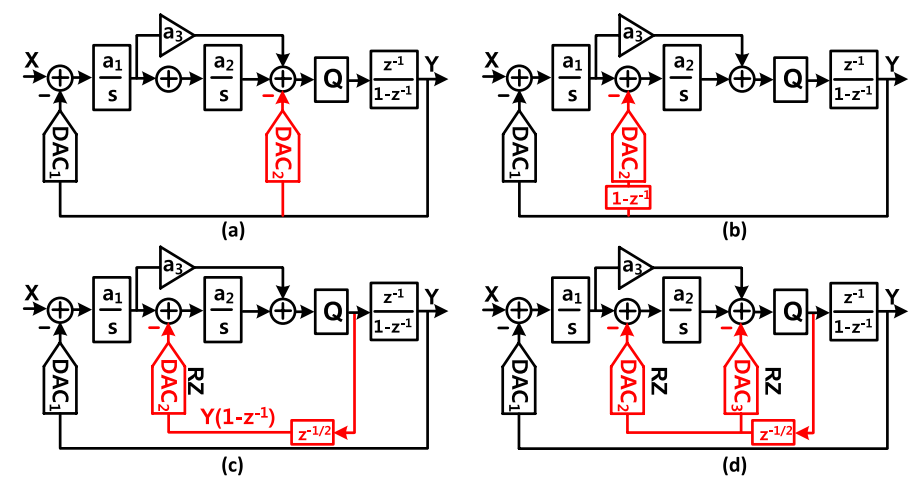 X
a3
a1
s
a2
s
Q
z-1
1-z-1
Y
DAC1
DAC2
(a)
X
a3
a1
s
a2
s
Q
z-1
1-z-1
Y
DAC1
DAC2
1-z-1
(b)
X
a3
a1
s
a2
s
Q
z-1
1-z-1
Y
DAC1
DAC2
RZ
Y(1-z-1)
z-1/2
(c)
X
a3
a1
s
a2
s
Q
z-1
1-z-1
Y
DAC1
DAC2
RZ
DAC3
RZ
z-1/2
(d)